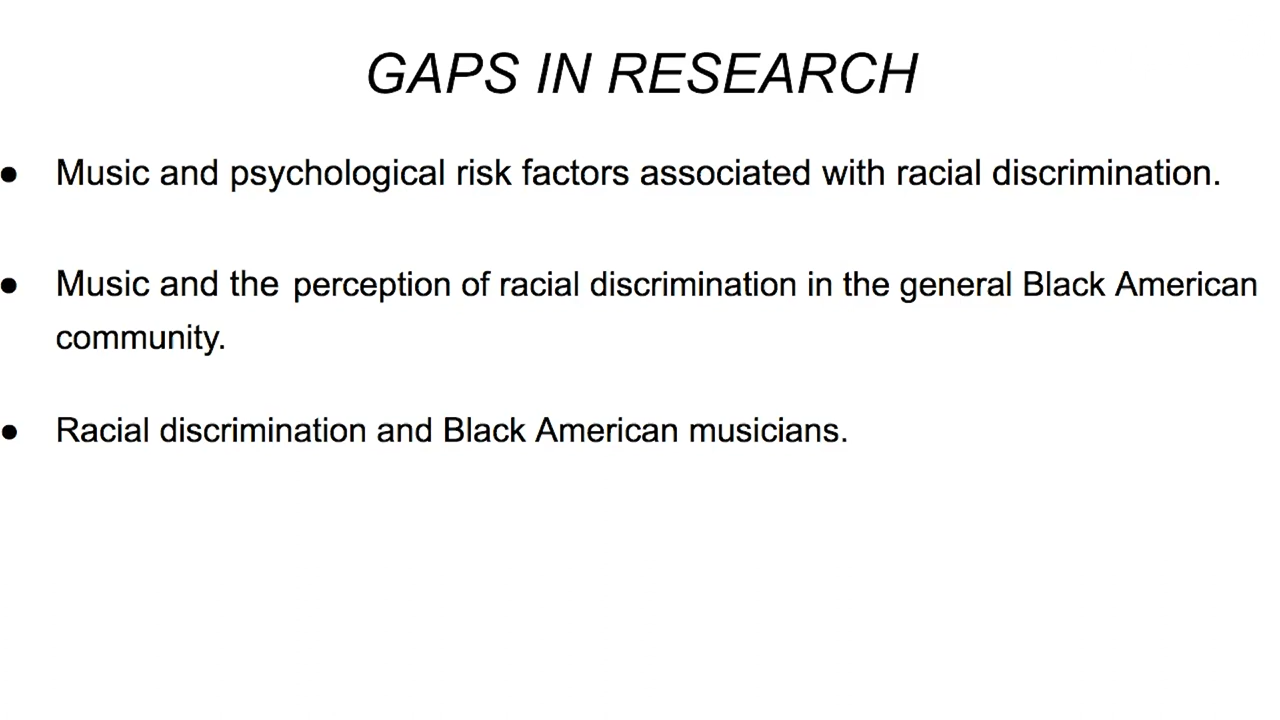 GAPS IN RESEARCH
● Music and psychological risk factors associated with racial discrimination.
● Music and the perception of racial discrimination in the general Black American
community.
● Racial discrimination and Black American musicians.